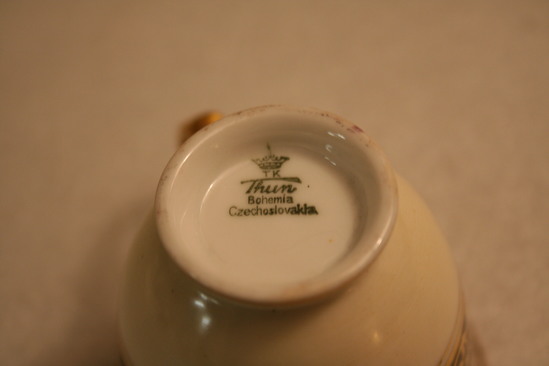 TK
Thun
Bohemia
Czechoslovakia